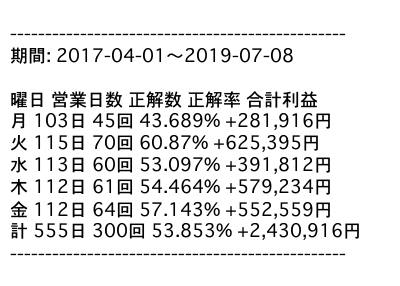 ------------------------------------------------
期間: 2017-04-01～2019-07-08
曜日 営業日数 正解数 正解率 合計利益
月 103日 45回 43.689% +281,916円
火 115日 70回 60.87% +625,395円
水 113日 60回 53.097% +391,812円
木 112日 61回 54.464% +579,234円
金 112日 64回 57.143% +552,559円
計 555日 300回 53.853% +2,430,916円
------------------------------------------------